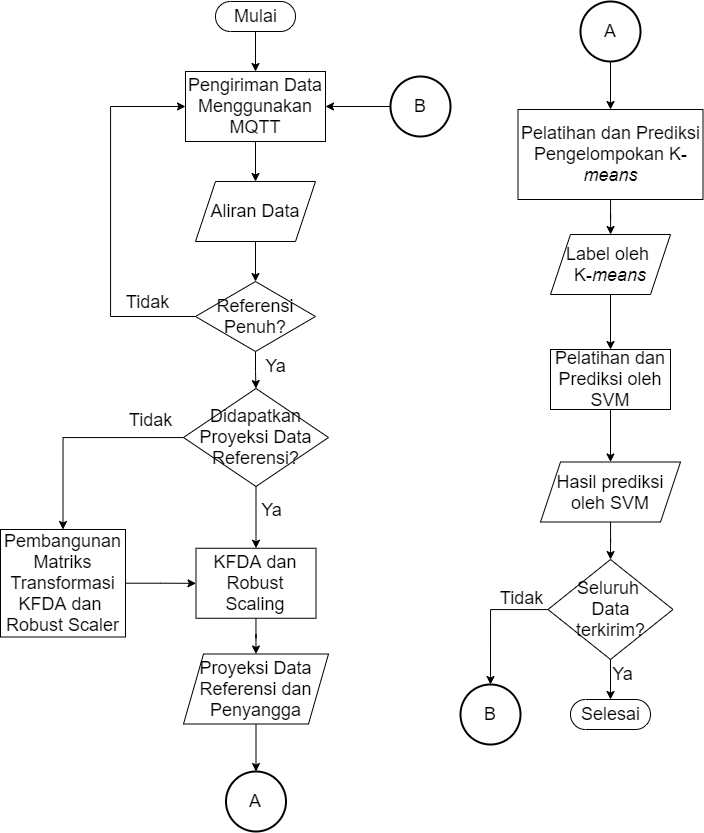 Mulai
Pengiriman Data
Menggunakan
MQTT
B
Aliran Data
Tidak
Referensi
Penuh?
Ya
Tidak
Didapatkan
Proyeksi Data
Referensi?
Ya
Pembangunan
Matriks
Transformasi
KFDA dan
Robust Scaler
KFDA dan
Robust
Scaling
Proyeksi Data
Referensi dan
Penyangga
A
A
Pelatihan dan Prediksi
Pengelompokan K-
means
Label oleh
K-means
Pelatihan dan
Prediksi oleh
SVM
Hasil prediksi
oleh SVM
Tidak
Seluruh
Data
terkirim?
Ya
B
Selesai